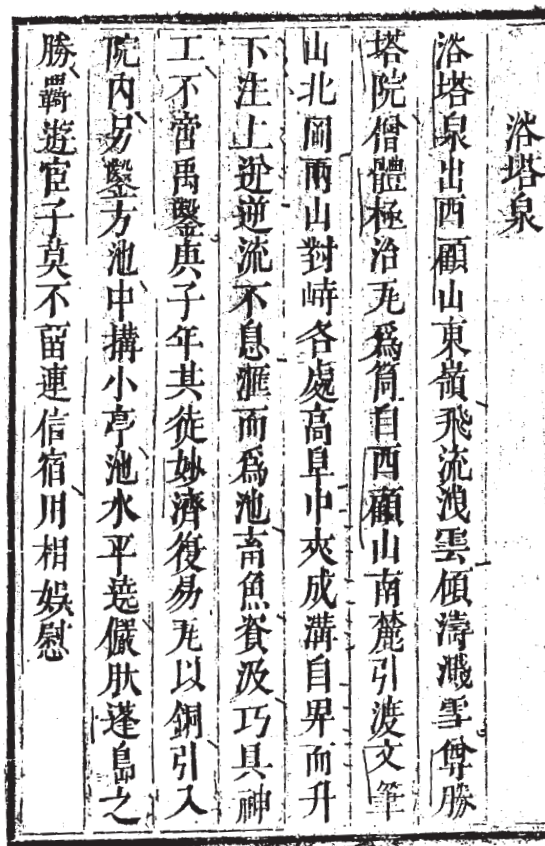 浴塔泉
浴塔泉出西顧山東嶺飛流洩雲傾濤濺雪尊勝
塔院僧體極冶瓦爲筒自西顧山南麓引渡文筆
山北岡兩山對峙各處高阜中夾成溝自昇而升
下注上迸逆流不息滙而爲池畜魚資汲巧具神
工不啻禹鑿庚子年其徒妙濟復易瓦以銅引入
院內另鑿方池中搆小亭池水平遶儼肰蓬島之
勝羇遊宦子莫不留連信宿用相娛慰